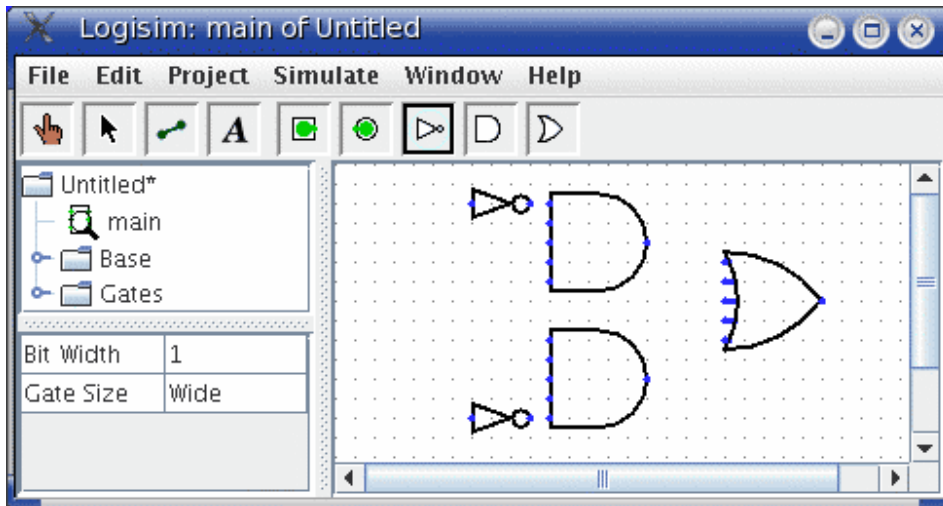 Logisim: main of Untitled
File Edit Project Simulate Window Help
A
Untitled*
main
Base
Gates
Bit Width 1
Gate Size Wide